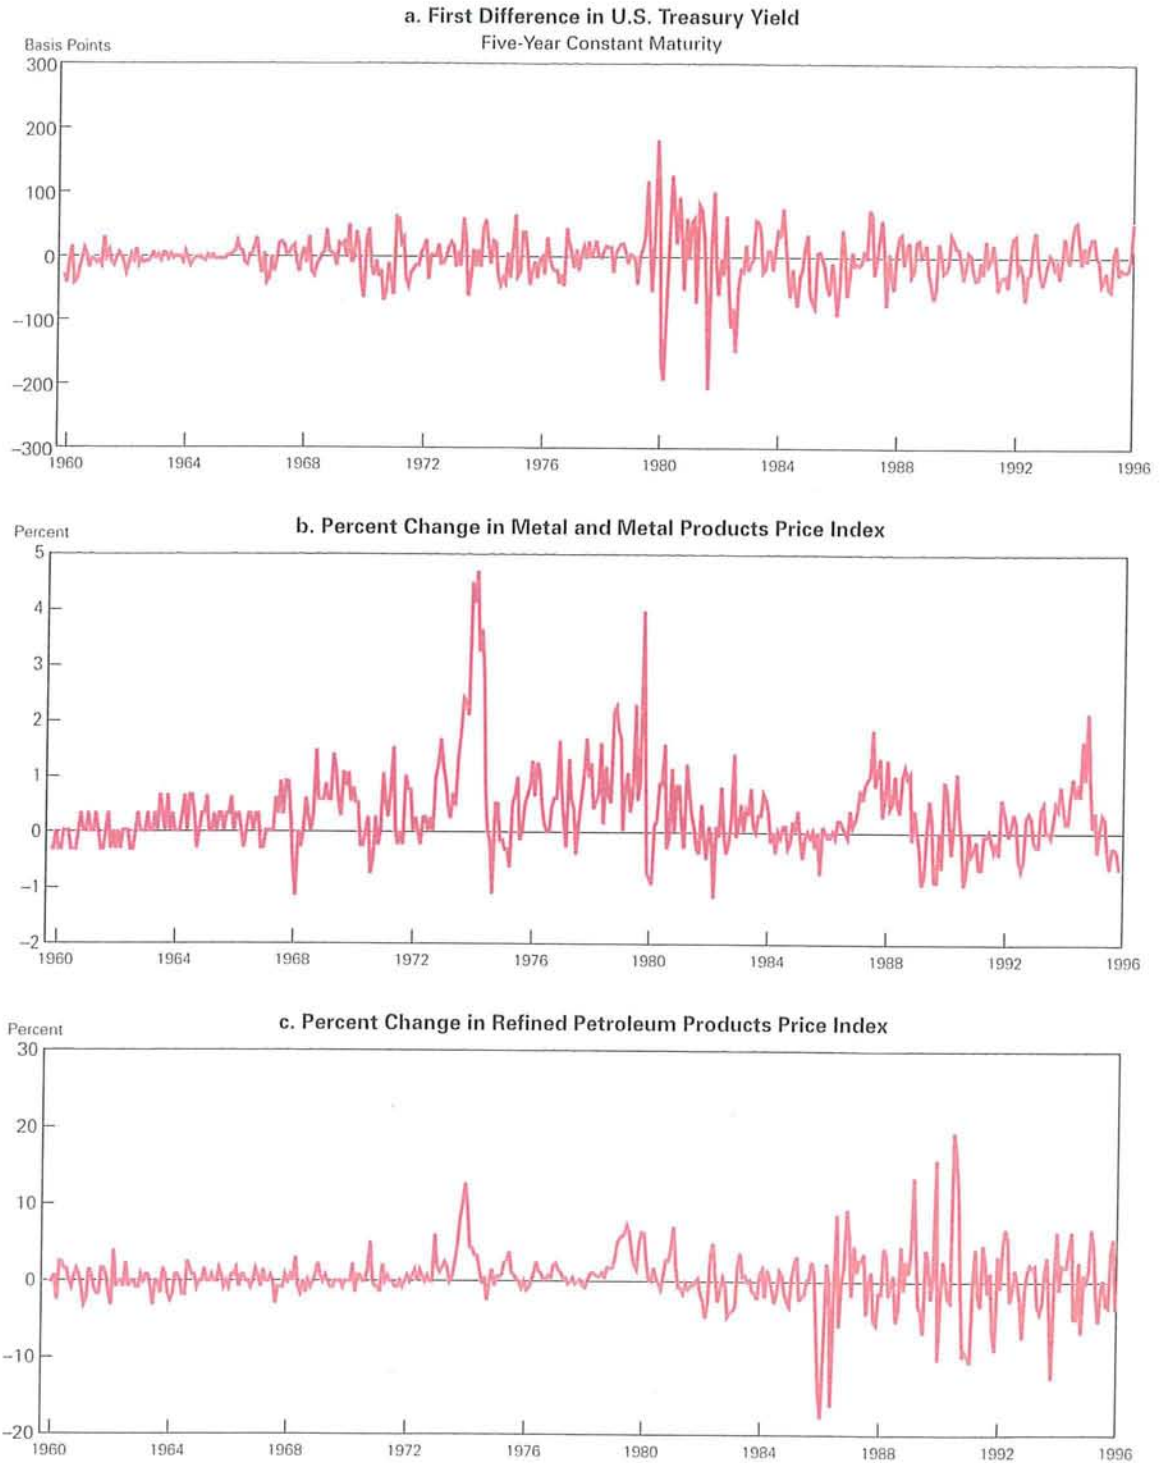 a. First Difference in U.S. Treasury Yield
Five-Year Constant Maturity
Basis Points
300
200
100
0
−100
−200
−300
1960 1964 1968 1972 1976 1980 1984 1988 1992 1996
b. Percent Change in Metal and Metal Products Price Index
Percent
5
4
3
2
1
0
−1
−2
1960 1964 1968 1972 1976 1980 1984 1988 1992 1996
c. Percent Change in Refined Petroleum Products Price Index
Percent
30
20
10
0
−10
−20
1960 1964 1968 1972 1976 1980 1984 1988 1992 1996